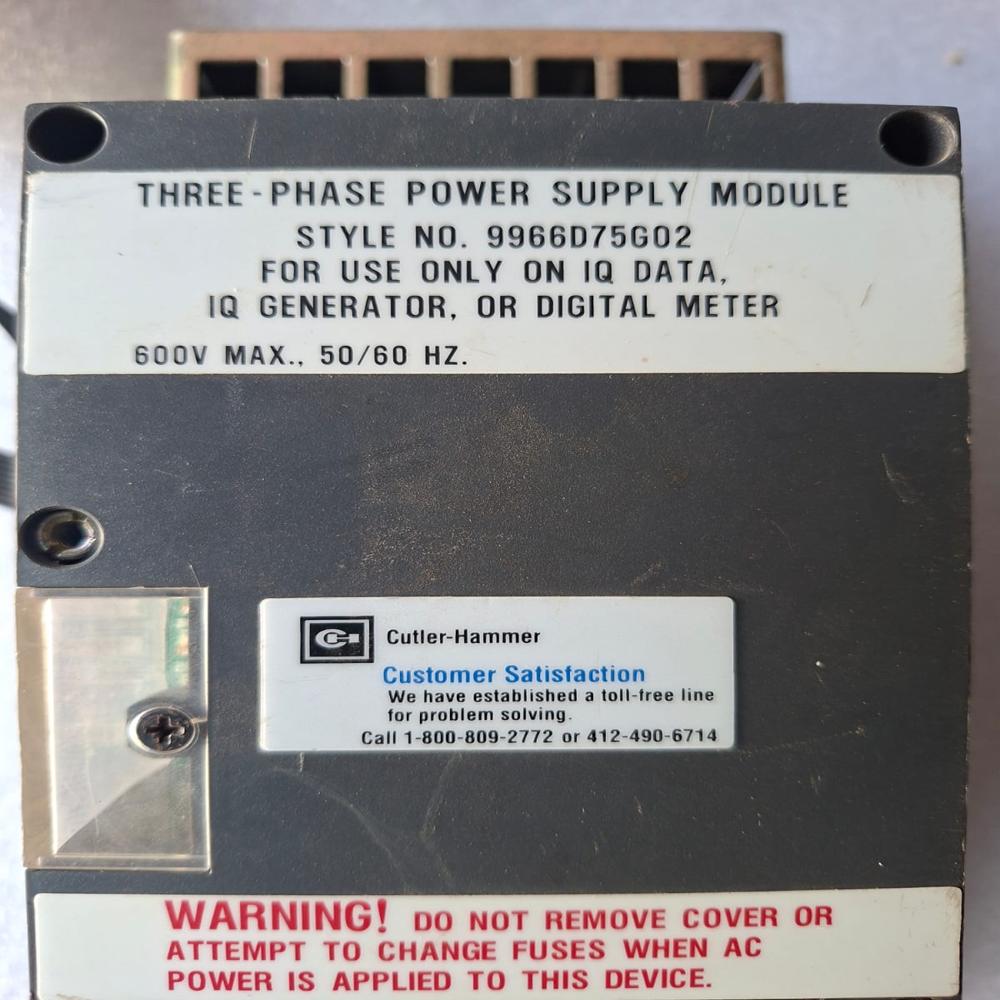 THREE-PHASE POWER SUPPLY MODULE
STYLE NO. 9966D75G02
FOR USE ONLY ON IQ DATA,
IQ GENERATOR, OR DIGITAL METER
600V MAX., 50/60 HZ.
Cutler-Hammer
Customer Satisfaction
We have established a toll-free line
for problem solving.
Call 1-800-809-2772 or 412-490-6714
WARNING! DO NOT REMOVE COVER OR
ATTEMPT TO CHANGE FUSES WHEN AC
POWER IS APPLIED TO THIS DEVICE.